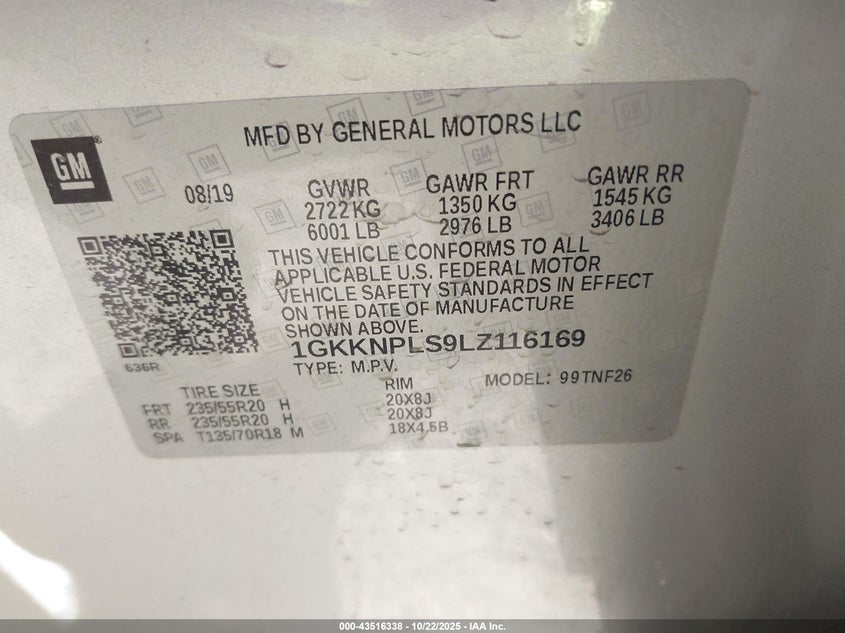 MFD BY GENERAL MOTORS LLC
GM
08/19
GVWR
2722 KG
6001 LB
GAWR FRT
1350 KG
2976 LB
GAWR RR
1545 KG
3406 LB
THIS VEHICLE CONFORMS TO ALL
APPLICABLE U.S. FEDERAL MOTOR
VEHICLE SAFETY STANDARDS IN EFFECT
ON THE DATE OF MANUFACTURE
SHOWN ABOVE.
636R
1GKKNPLS9LZ116169
TYPE: M.P.V.
MODEL: 99TNF26
TIRE SIZE
RIM
FRT 235/55R20 H 20X8J
RR 235/55R20 H 20X8J
SPA T135/70R18 M 18X4.5B
000-43516338 - 10/22/2025 - IAA Inc.